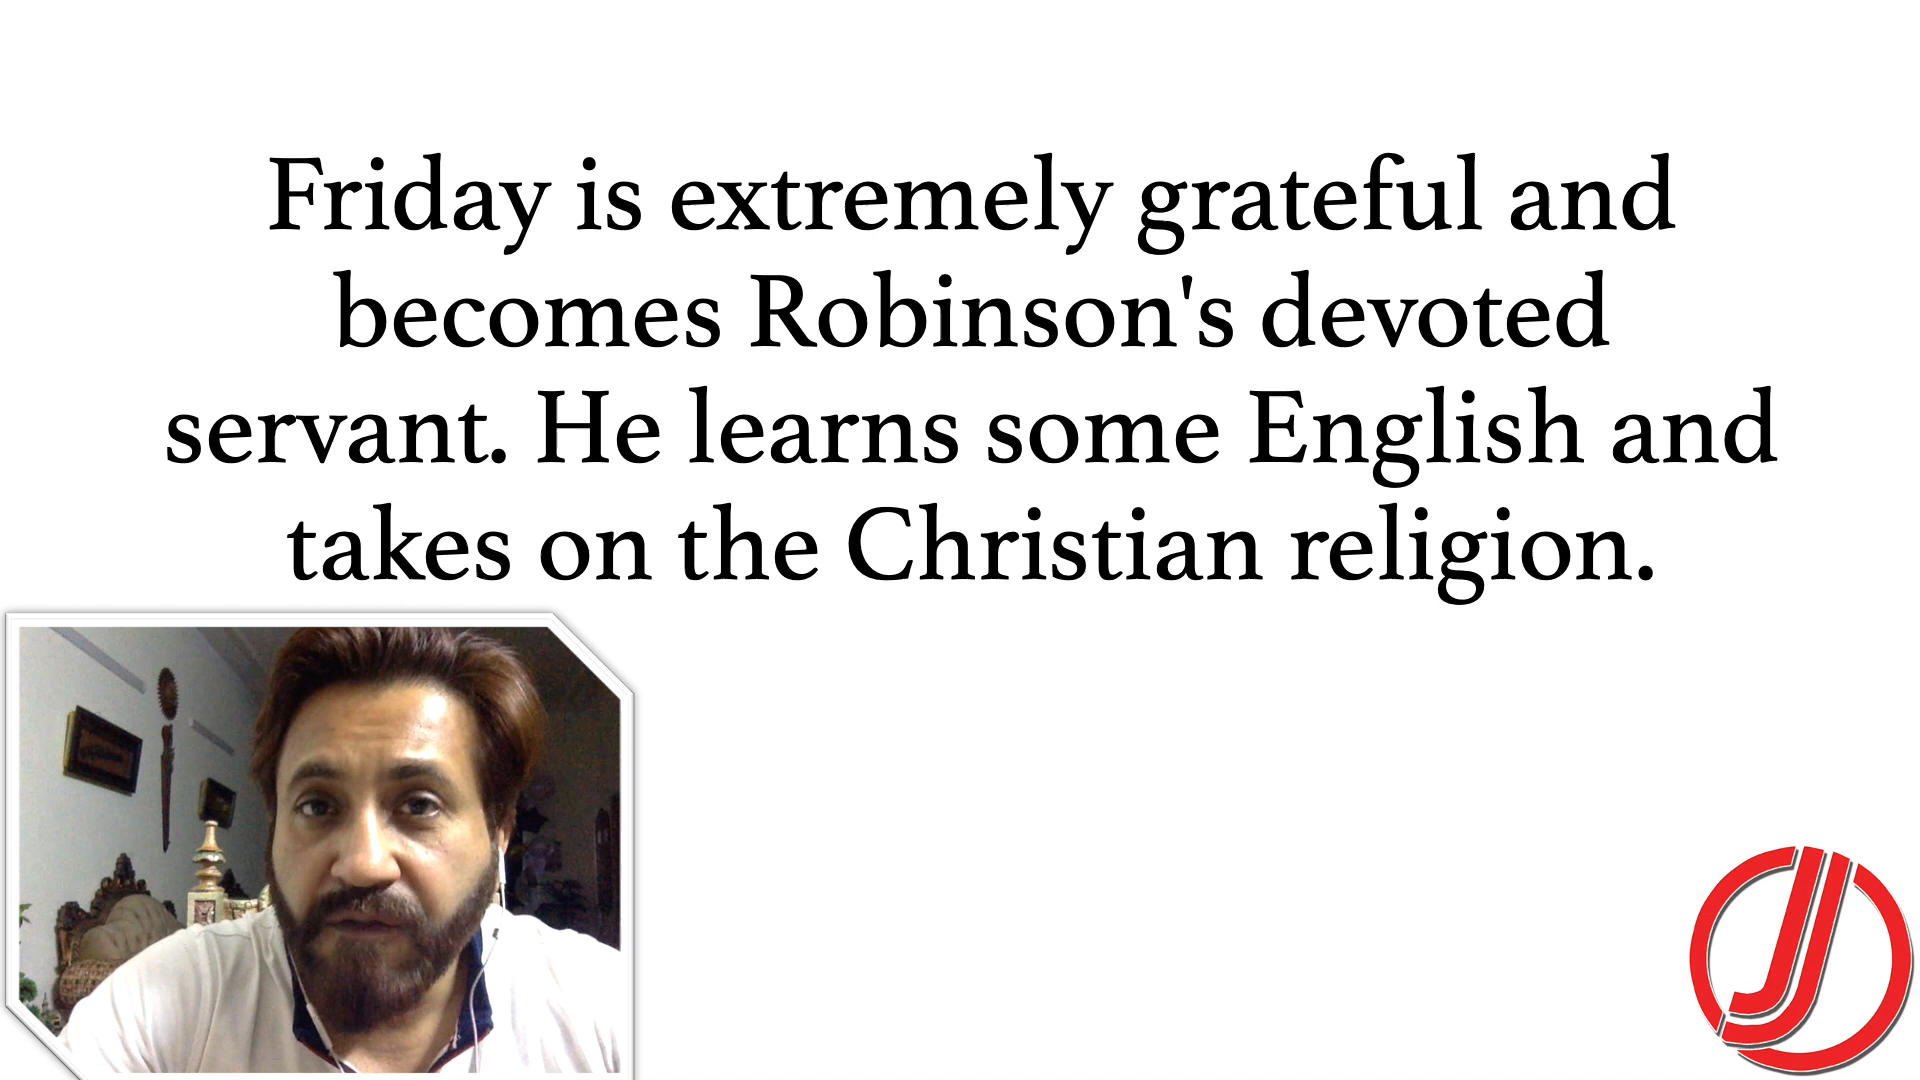 Friday is extremely grateful and
becomes Robinson's devoted
servant. He learns some English and
takes on the Christian religion.